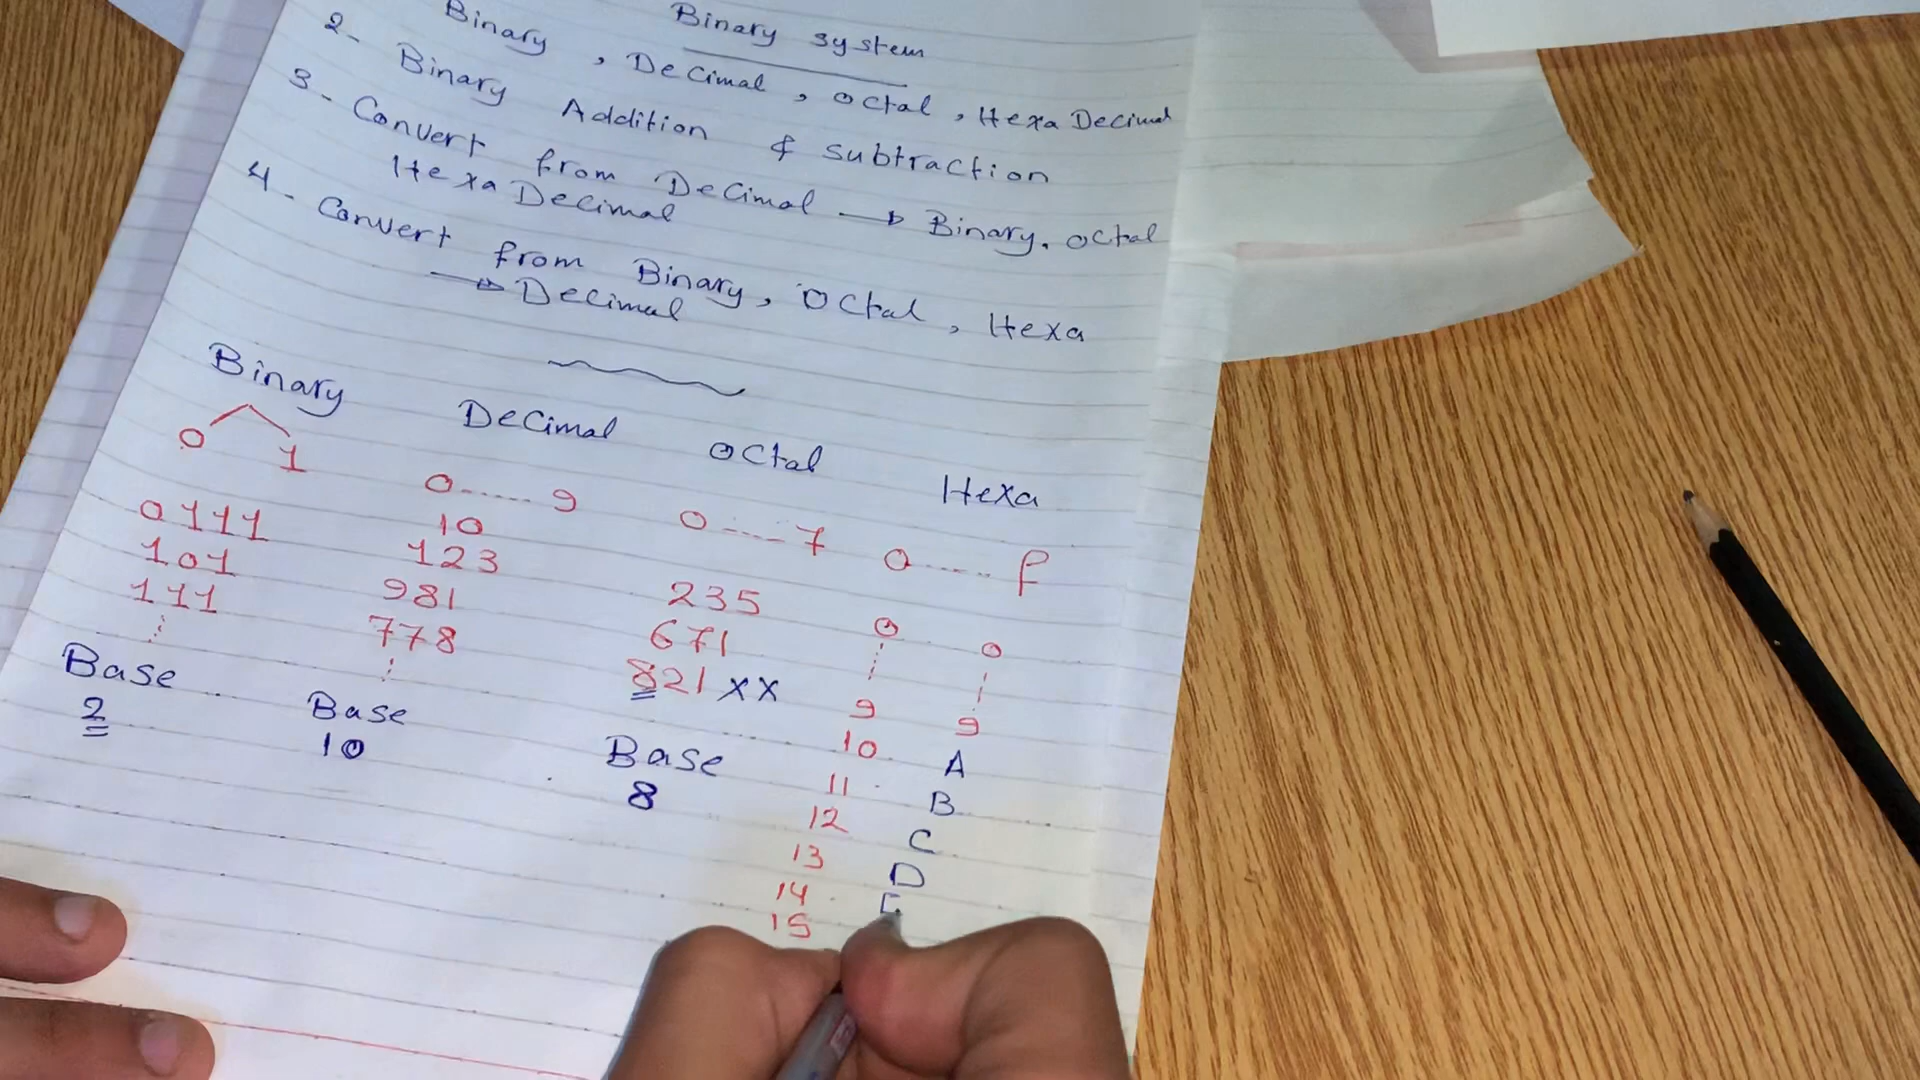 Binary system
2- Binary, Decimal, Octal, Hexa Decimal
3- Binary Addition & subtraction
Convert from Decimal → Binary, Octal
Hexa Decimal
4- Convert from Binary, Octal, Hexa
→ Decimal
Binary Decimal Octal Hexa
0 1 0......9 0......7 0......f
0111 10
101 123 235 0 0
111 981 671
778 821 xx 9 9
Base Base Base 10 A
2 10 8 11 B
12 C
13 D
14 E
15